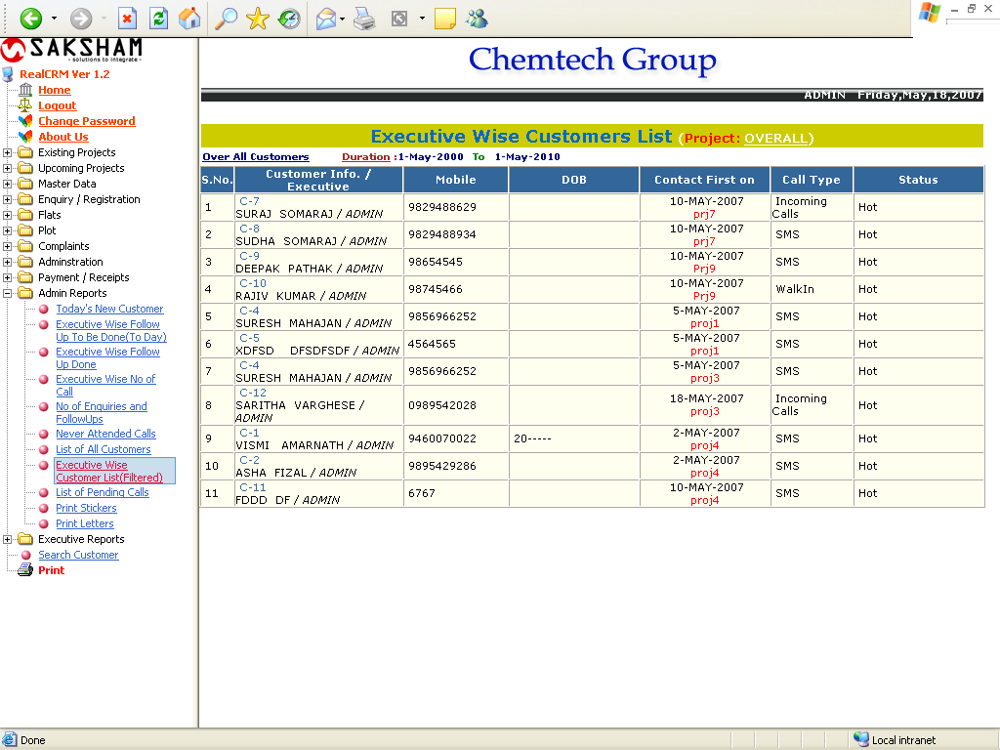 SAKSHAM
- solutions to integrate -
RealCRM Ver 1.2
Home
Logout
Change Password
About Us
Existing Projects
Upcoming Projects
Master Data
Enquiry / Registration
Flats
Plot
Complaints
Adminstration
Payment / Receipts
Admin Reports
Today's New Customer
Executive Wise Follow
Up To Be Done(To Day)
Executive Wise Follow
Up Done
Executive Wise No of
Call
No of Enquiries and
FollowUps
Never Attended Calls
List of All Customers
Executive Wise
Customer List(Filtered)
List of Pending Calls
Print Stickers
Print Letters
Executive Reports
Search Customer
Print
Chemtech Group
ADMIN Friday,May,18,2007
Executive Wise Customers List (Project: OVERALL)
Over All Customers Duration :1-May-2000 To 1-May-2010
S.No. Customer Info. / Executive Mobile DOB Contact First on Call Type Status
1 C-7 SURAJ SOMARAJ / ADMIN 9829488629 10-MAY-2007 prj7 Incoming Calls Hot
2 C-8 SUDHA SOMARAJ / ADMIN 9829488934 10-MAY-2007 prj7 SMS Hot
3 C-9 DEEPAK PATHAK / ADMIN 98654545 10-MAY-2007 Prj9 SMS Hot
4 C-10 RAJIV KUMAR / ADMIN 98745466 10-MAY-2007 Prj9 WalkIn Hot
5 C-4 SURESH MAHAJAN / ADMIN 9856966252 5-MAY-2007 proj1 SMS Hot
6 C-5 XDFSD DFSDFSDF / ADMIN 4564565 5-MAY-2007 proj1 SMS Hot
7 C-4 SURESH MAHAJAN / ADMIN 9856966252 5-MAY-2007 proj3 SMS Hot
8 C-12 SARITHA VARGHESE / ADMIN 0989542028 18-MAY-2007 proj3 Incoming Calls Hot
9 C-1 VISMI AMARNATH / ADMIN 9460070022 20----- 2-MAY-2007 proj4 SMS Hot
10 C-2 ASHA FIZAL / ADMIN 9895429286 2-MAY-2007 proj4 SMS Hot
11 C-11 FDDD DF / ADMIN 6767 10-MAY-2007 proj4 SMS Hot
Done
Local intranet